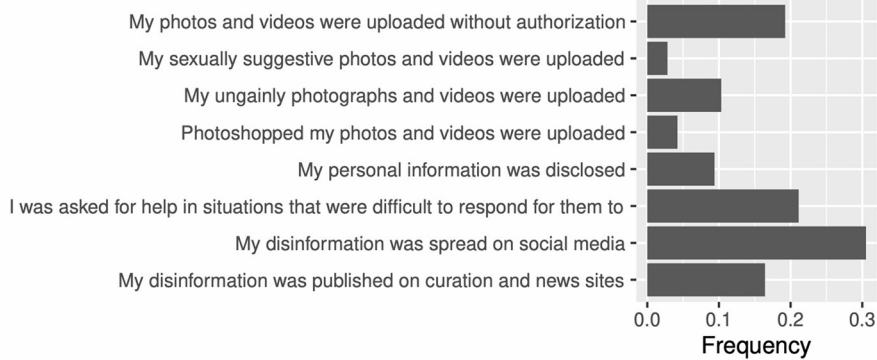 My photos and videos were uploaded without authorization
My sexually suggestive photos and videos were uploaded
My ungainly photographs and videos were uploaded
Photoshopped my photos and videos were uploaded
My personal information was disclosed
I was asked for help in situations that were difficult to respond for them to
My disinformation was spread on social media
My disinformation was published on curation and news sites
0.0 0.1 0.2 0.3
Frequency